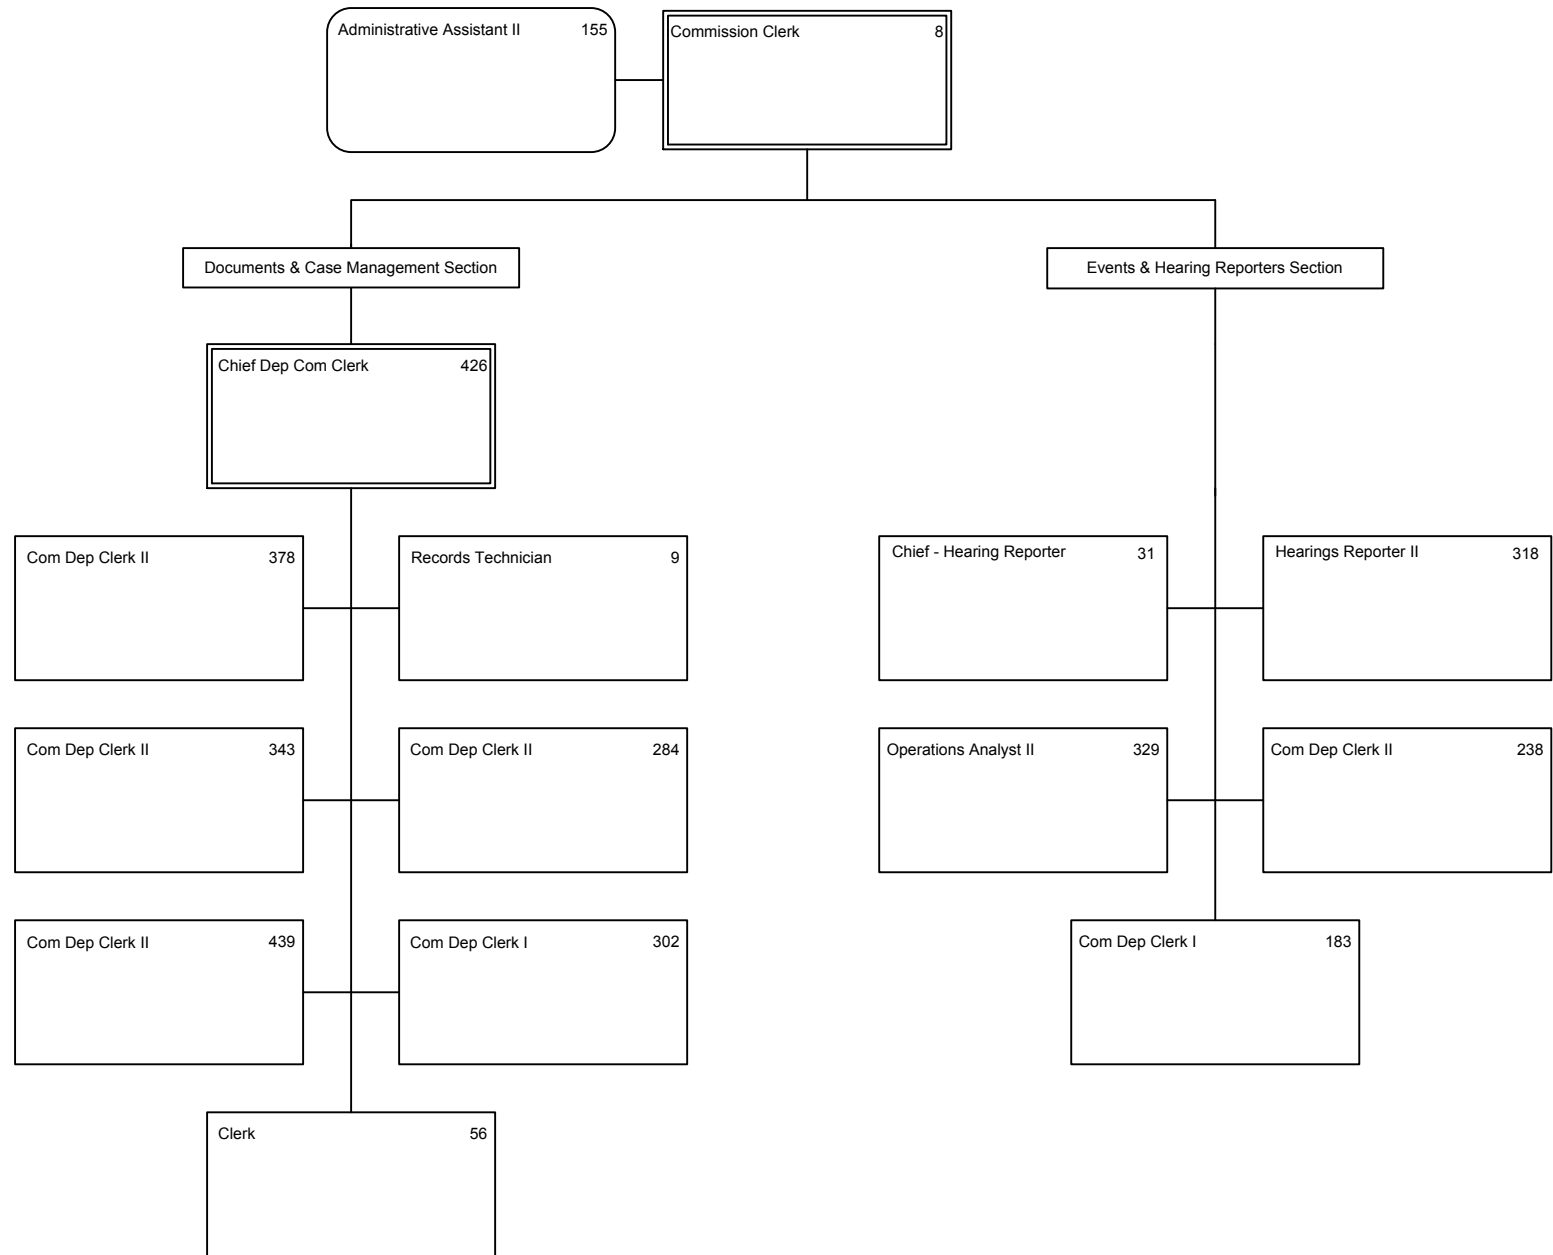 Administrative Assistant II 155
Commission Clerk 8
Documents & Case Management Section
Events & Hearing Reporters Section
Chief Dep Com Clerk 426
Com Dep Clerk II 378
Records Technician 9
Chief - Hearing Reporter 31
Hearings Reporter II 318
Com Dep Clerk II 343
Com Dep Clerk II 284
Operations Analyst II 329
Com Dep Clerk II 238
Com Dep Clerk II 439
Com Dep Clerk I 302
Com Dep Clerk I 183
Clerk 56